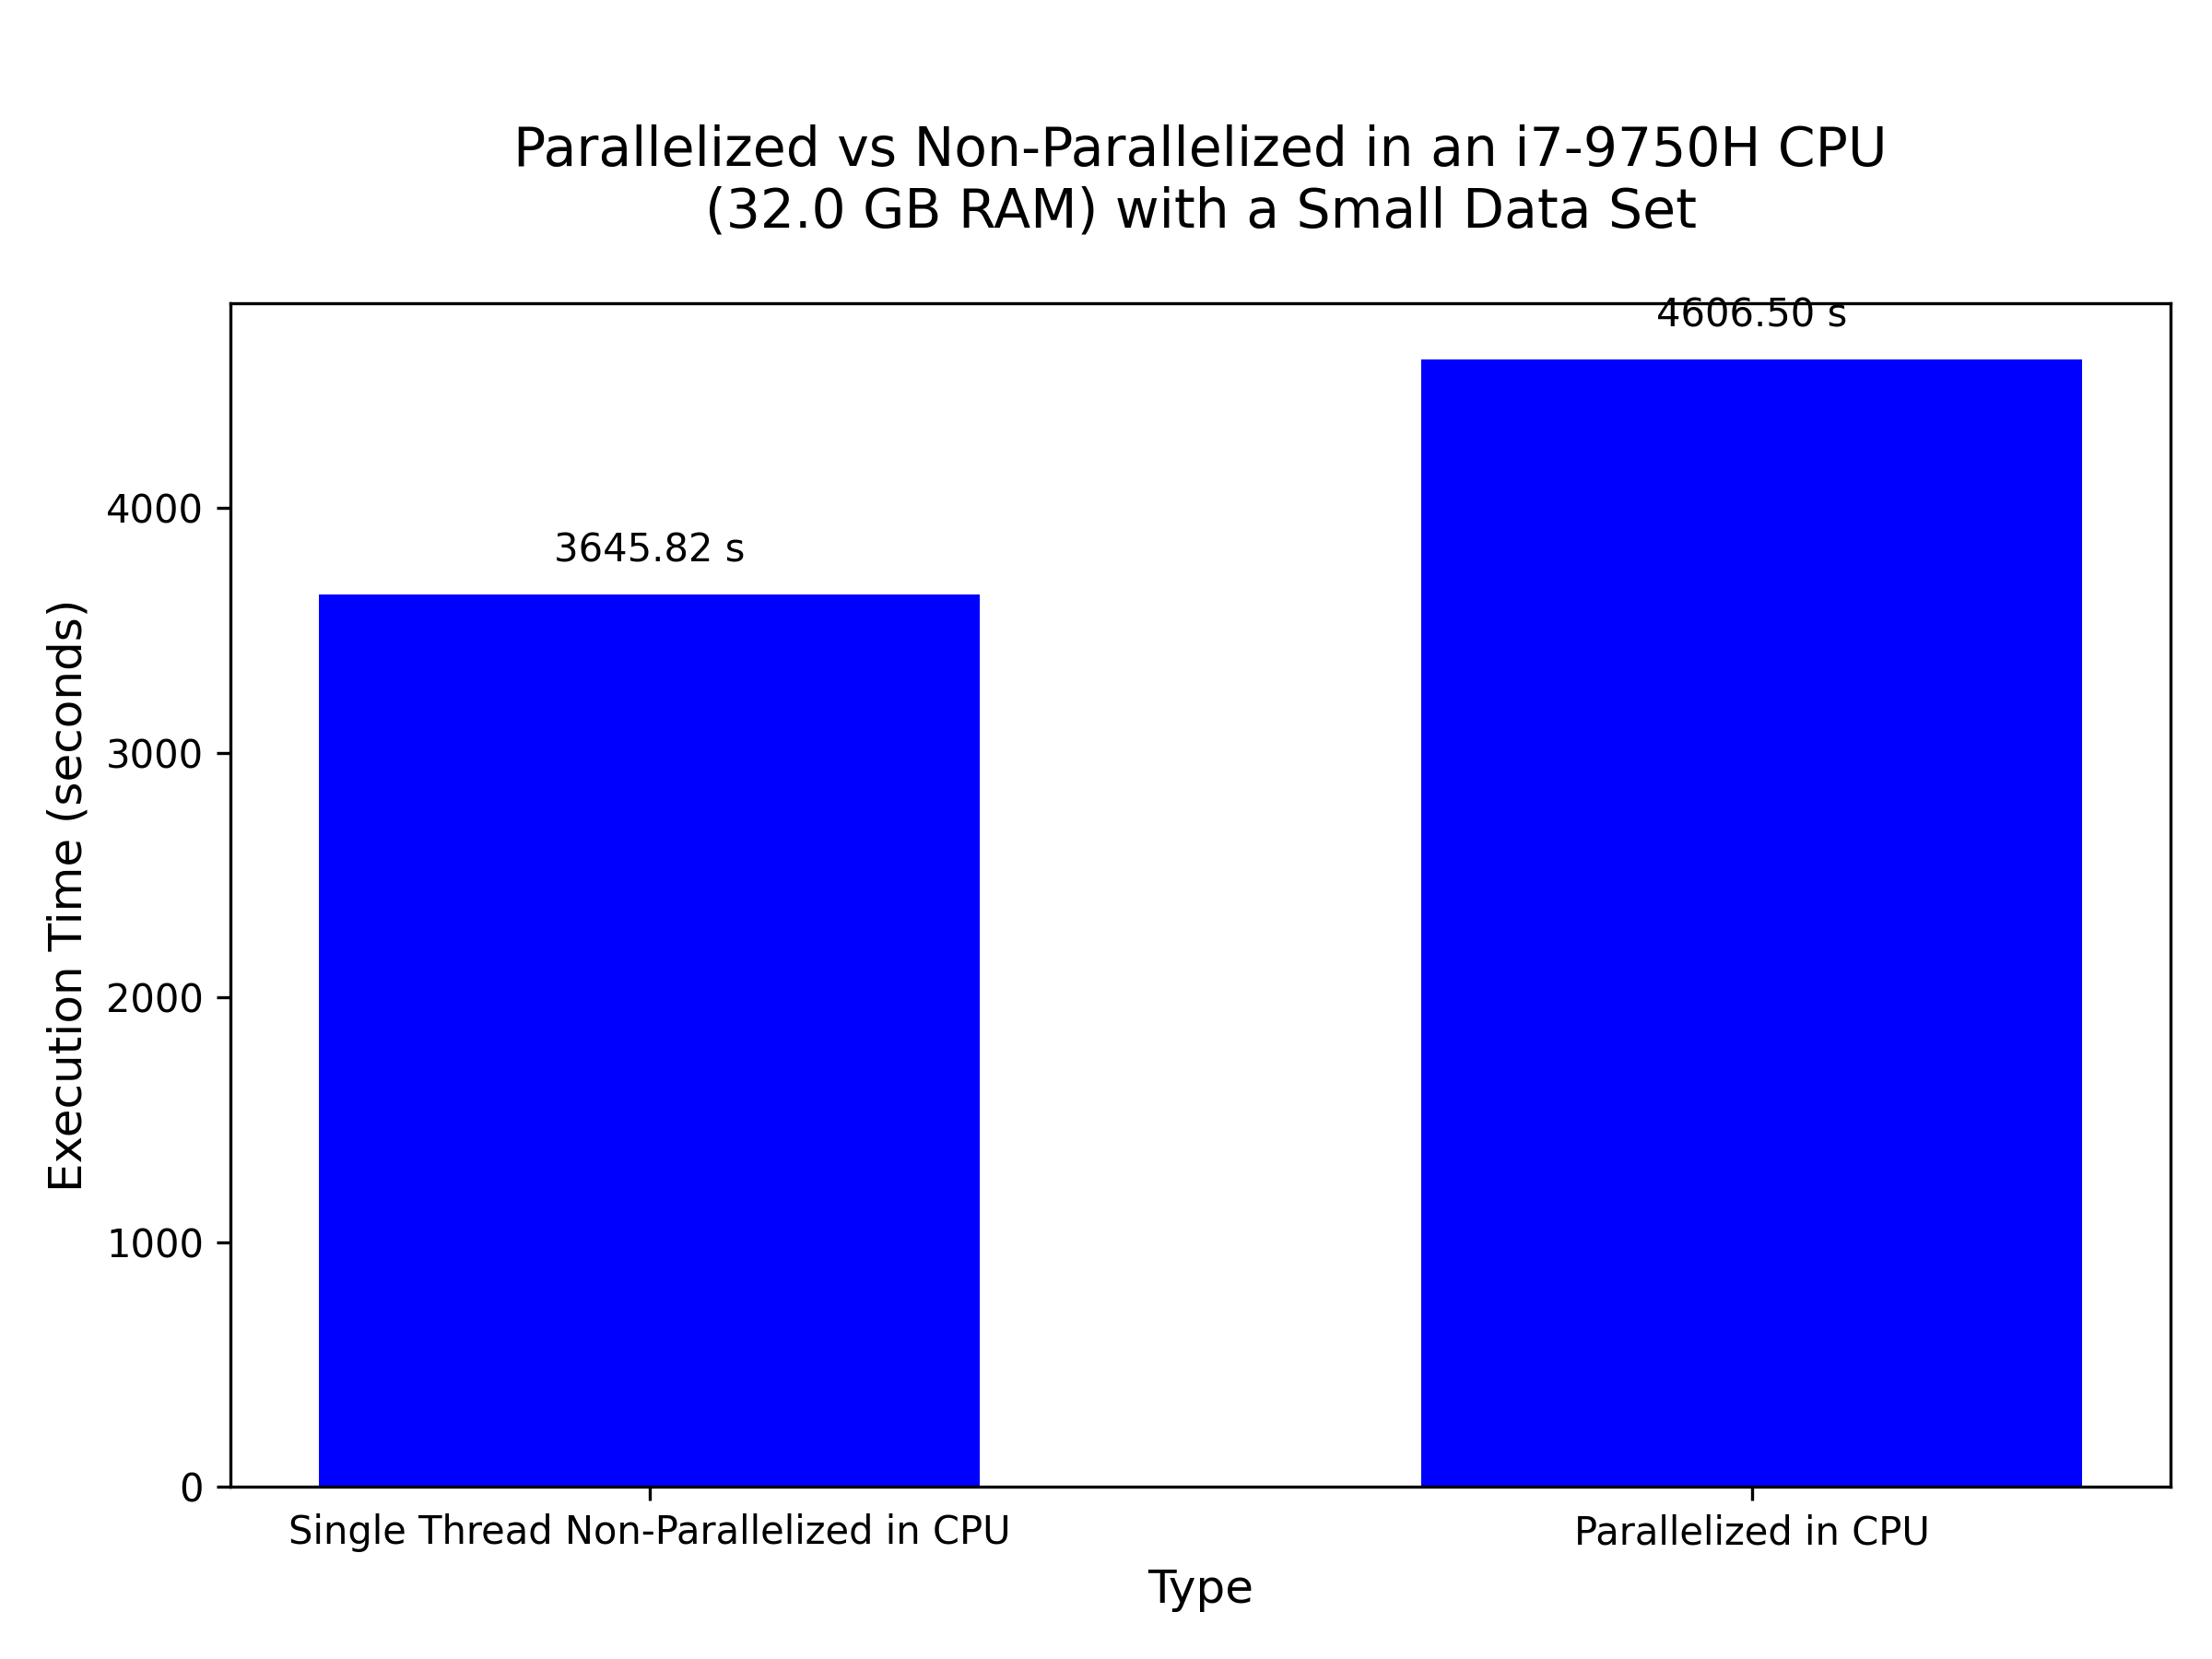 Parallelized vs Non-Parallelized in an i7-9750H CPU
(32.0 GB RAM) with a Small Data Set
4606.50 s
3645.82 s
4000
3000
2000
1000
0
Execution Time (seconds)
Single Thread Non-Parallelized in CPU
Parallelized in CPU
Type